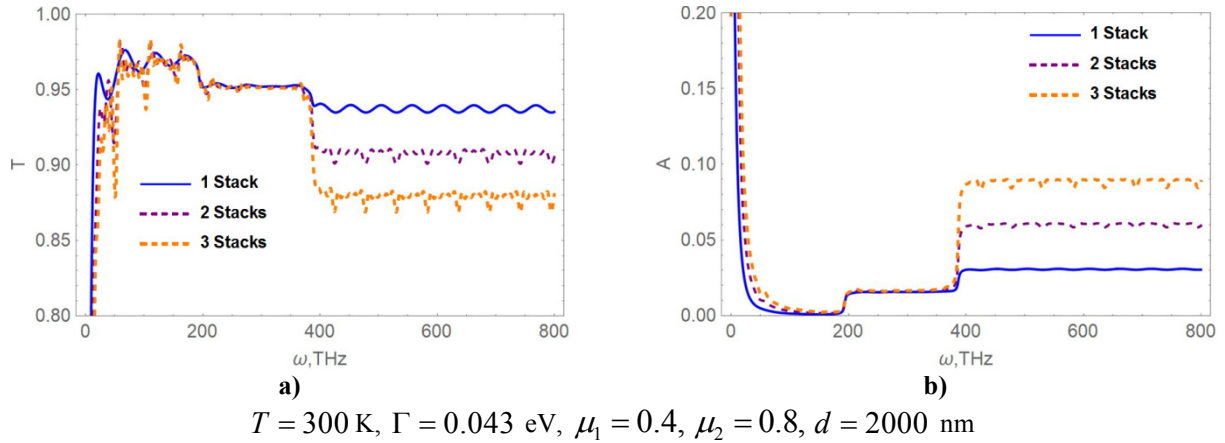 1.00
0.95
0.90
0.85
0.80
T
1 Stack
2 Stacks
3 Stacks
0 200 400 600 800
ω,THz
a)
0.20
0.15
0.10
0.05
0.00
A
1 Stack
2 Stacks
3 Stacks
0 200 400 600 800
ω,THz
b)
T = 300 K, Γ = 0.043 eV, μ₁ = 0.4, μ₂ = 0.8, d = 2000 nm